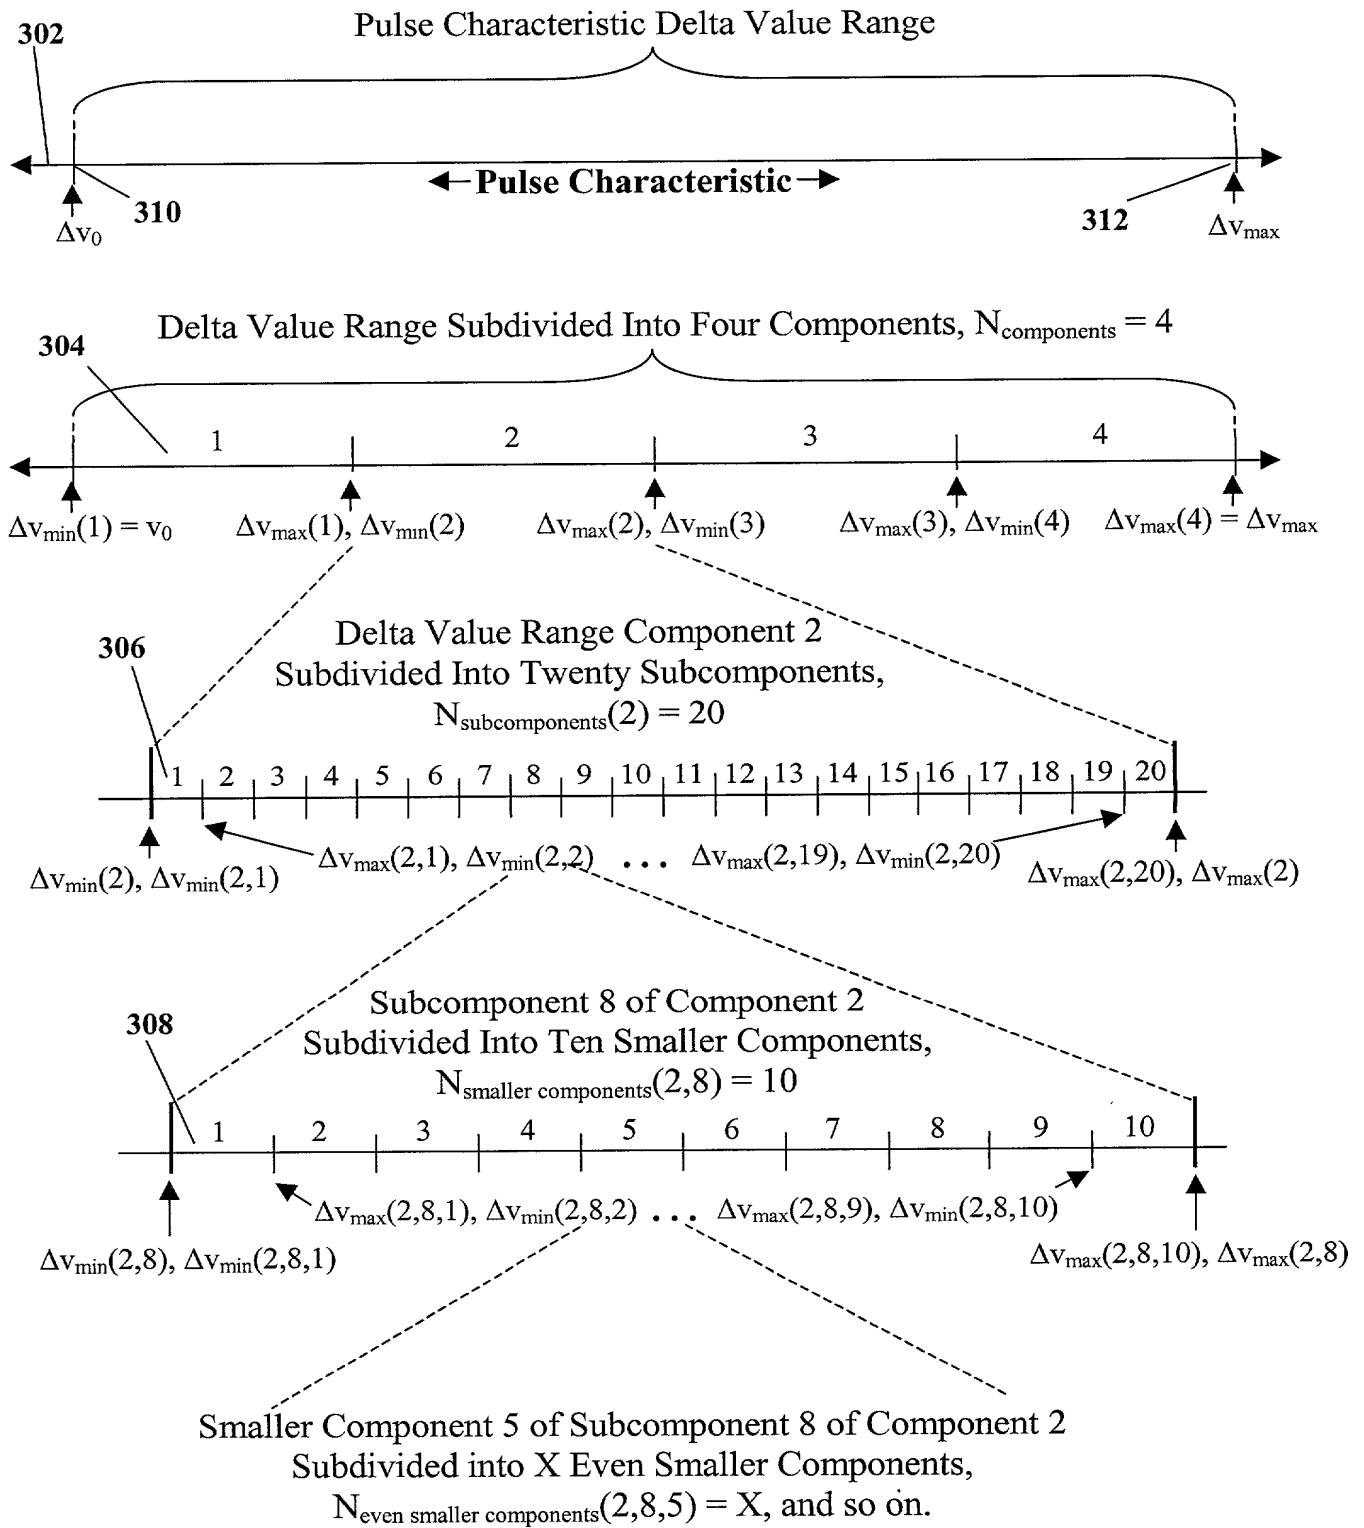 Pulse Characteristic Delta Value Range
302
Pulse Characteristic
310
312
Δv₀
Δvmax
Delta Value Range Subdivided Into Four Components, Ncomponents = 4
304
1 2 3 4
Δvmin(1) = v₀ Δvmax(1), Δvmin(2) Δvmax(2), Δvmin(3) Δvmax(3), Δvmin(4) Δvmax(4) = Δvmax
306
Delta Value Range Component 2
Subdivided Into Twenty Subcomponents,
Nsubcomponents(2) = 20
1 2 3 4 5 6 7 8 9 10 11 12 13 14 15 16 17 18 19 20
Δvmax(2,1), Δvmin(2,2) ... Δvmax(2,19), Δvmin(2,20)
Δvmin(2), Δvmin(2,1) Δvmax(2,20), Δvmax(2)
308
Subcomponent 8 of Component 2
Subdivided Into Ten Smaller Components,
Nsmaller components(2,8) = 10
1 2 3 4 5 6 7 8 9 10
Δvmax(2,8,1), Δvmin(2,8,2) ... Δvmax(2,8,9), Δvmin(2,8,10)
Δvmin(2,8), Δvmin(2,8,1) Δvmax(2,8,10), Δvmax(2,8)
Smaller Component 5 of Subcomponent 8 of Component 2
Subdivided into X Even Smaller Components,
Neven smaller components(2,8,5) = X, and so on.